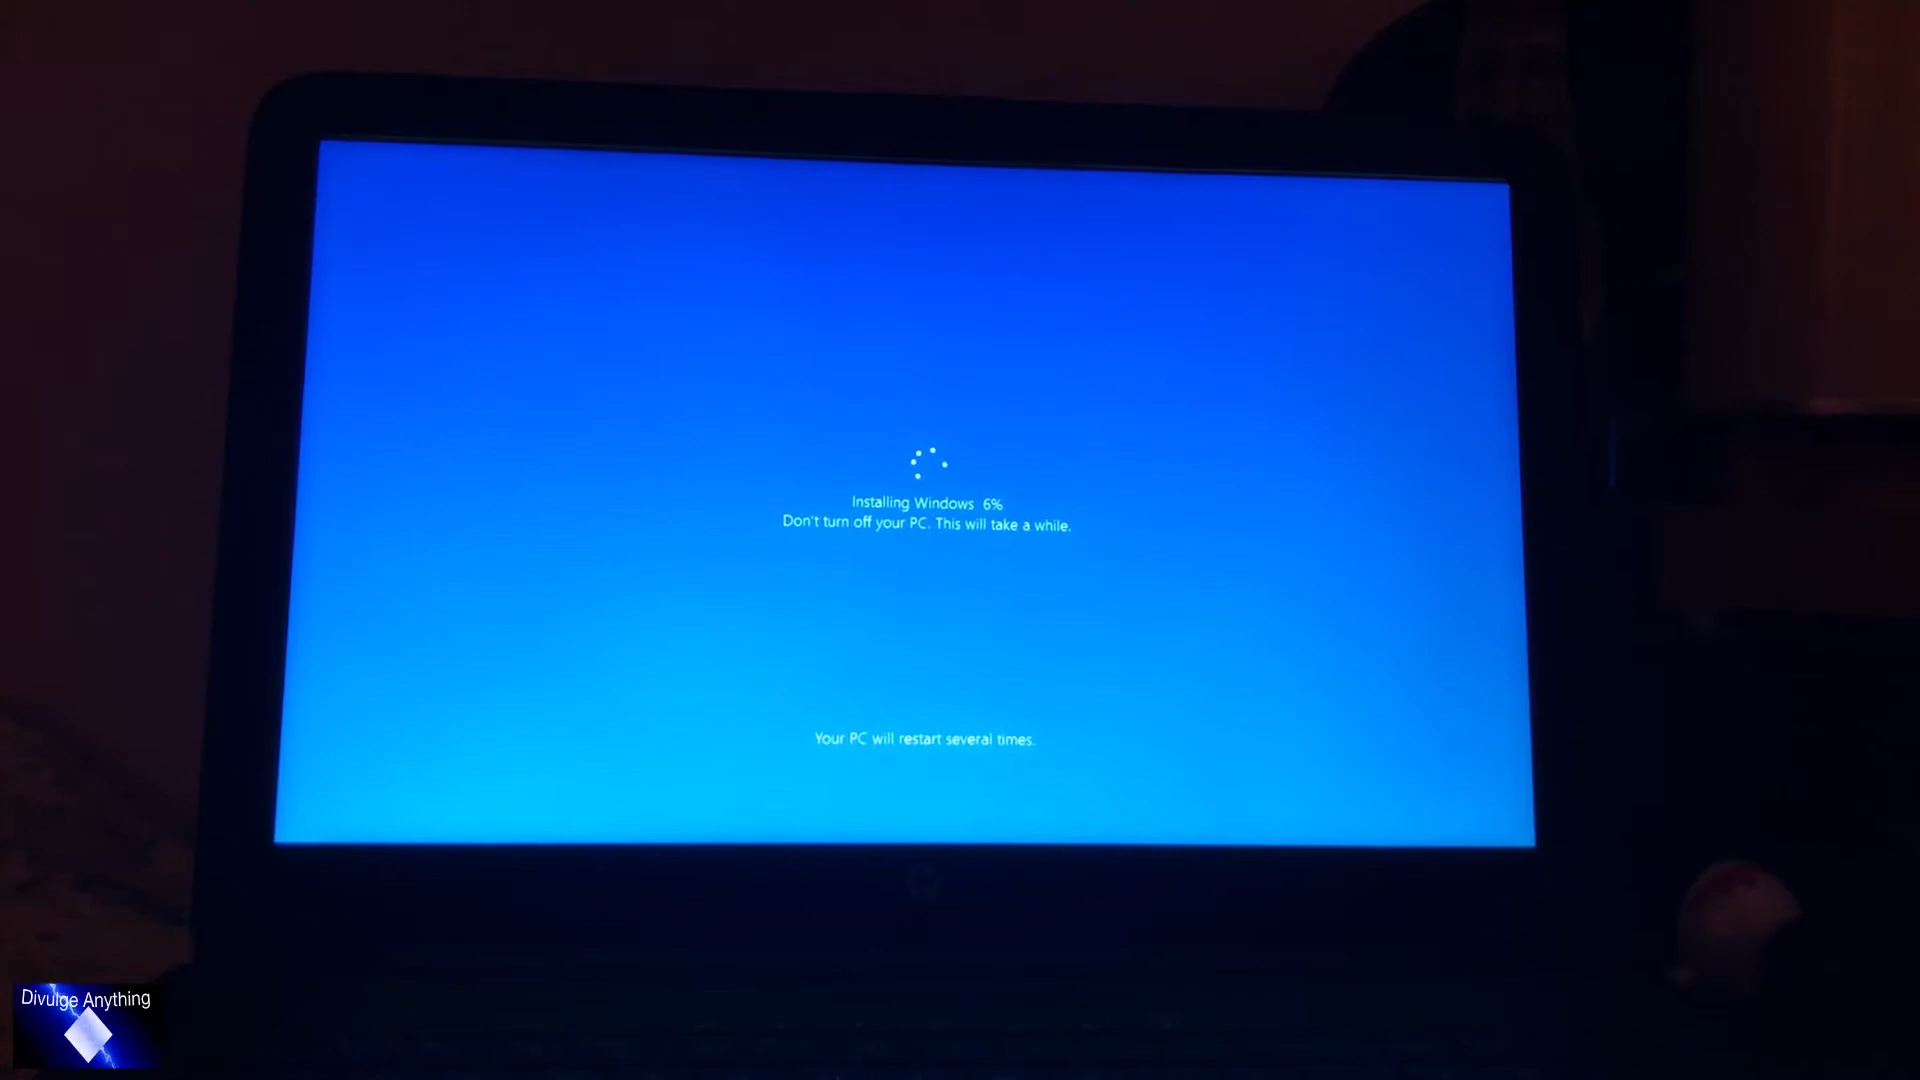 Installing Windows 6%
Don't turn off your PC. This will take a while.
Your PC will restart several times.
Divulge Anything